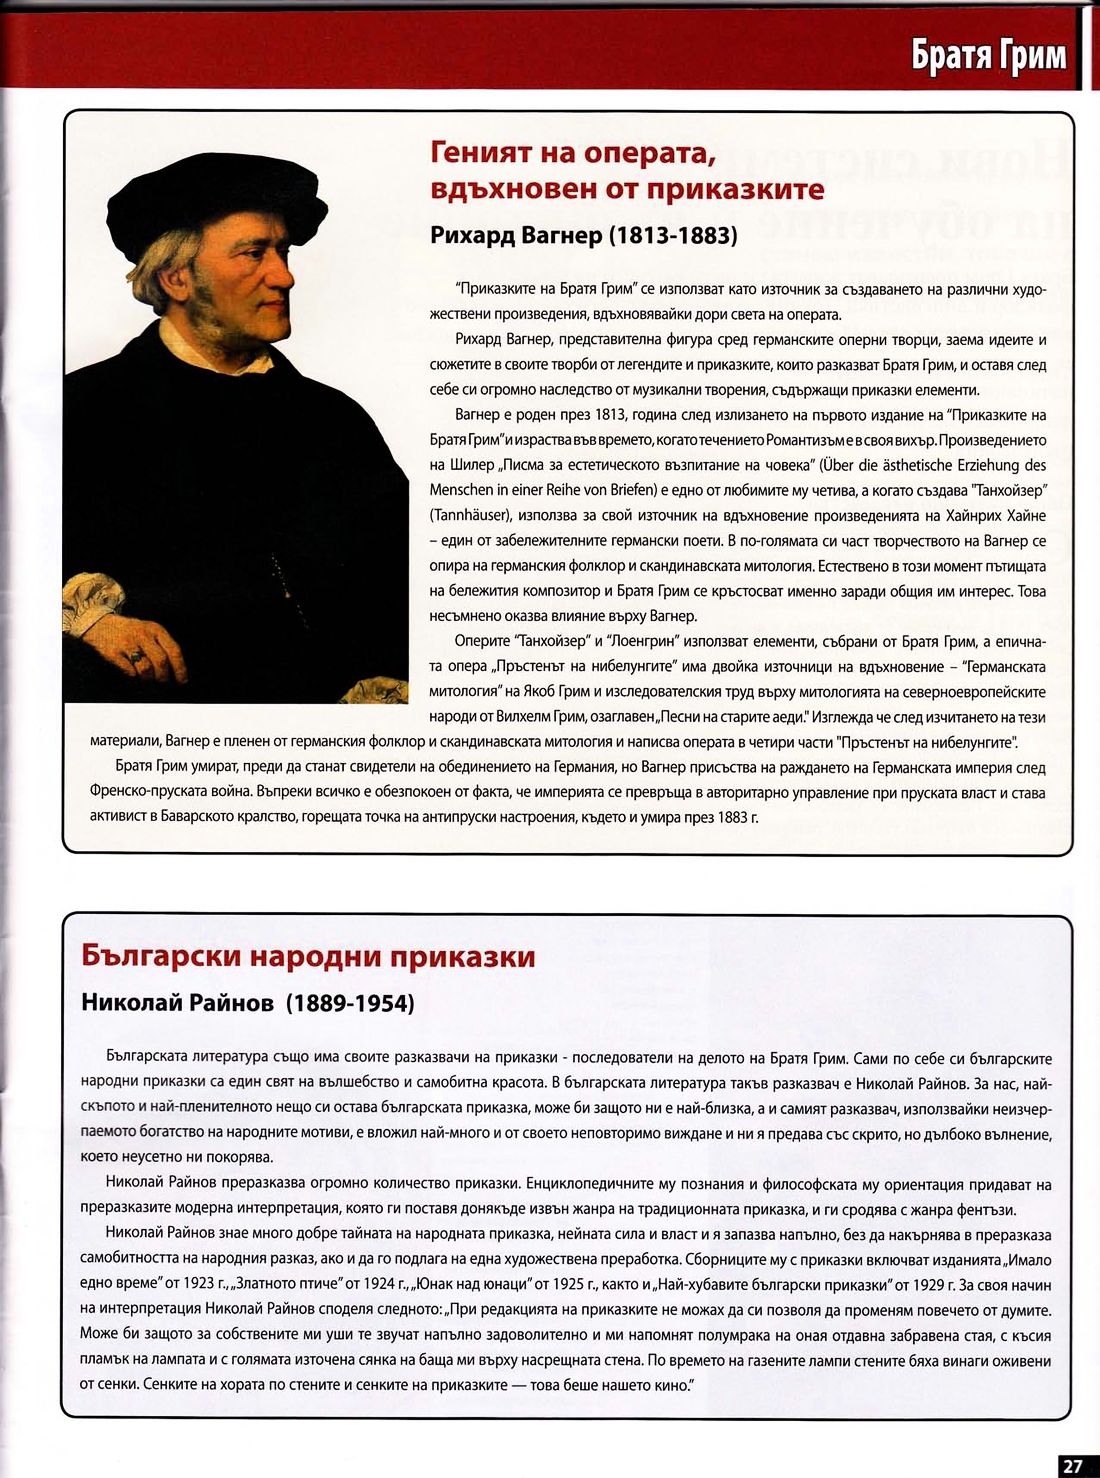 Братя Грим
Геният на операта,
вдъхновен от приказките
Рихард Вагнер (1813-1883)
“Приказките на Братя Грим” се използват като източник за създаването на различни худо-
жествени произведения, вдъхновявайки дори света на операта.
Рихард Вагнер, представителна фигура сред германските оперни творци, заема идеите и
сюжетите в своите творби от легендите и приказките, които разказват Братя Грим, и оставя след
себе си огромно наследство от музикални творения, съдържащи приказки елементи.
Вагнер е роден през 1813, година след излизането на първото издание на “Приказките на
Братя Грим” и израства във времето, когато течението Романтизъм е в своя вихър. Произведението
на Шилер „Писма за естетическото възпитание на човека” (Über die ästhetische Erziehung des
Menschen in einer Reihe von Briefen) е едно от любимите му четива, а когато създава "Танхойзер”
(Tannhäuser), използва за свой източник на вдъхновение произведенията на Хайнрих Хайне
– един от забележителните германски поети. В по-голямата си част творчеството на Вагнер се
опира на германския фолклор и скандинавската митология. Естествено в този момент пътищата
на бележития композитор и Братя Грим се кръстосват именно заради общия им интерес. Това
несъмнено оказва влияние върху Вагнер.
Оперите “Танхойзер” и “Лоенгрин” използват елементи, събрани от Братя Грим, а епична-
та опера „Пръстенът на нибелунгите” има двойка източници на вдъхновение – “Германската
митология” на Якоб Грим и изследователския труд върху митологията на северноевропейските
народи от Вилхелм Грим, озаглавен „Песни на старите аеди." Изглежда че след изчитането на тези
материали, Вагнер е пленен от германския фолклор и скандинавската митология и написва операта в четири части "Пръстенът на нибелунгите".
Братя Грим умират, преди да станат свидетели на обединението на Германия, но Вагнер присъства на раждането на Германската империя след
Френско-пруската война. Въпреки всичко е обезпокоен от факта, че империята се превръща в авторитарно управление при пруската власт и става
активист в Баварското кралство, горещата точка на антипруски настроения, където и умира през 1883 г.
Български народни приказки
Николай Райнов (1889-1954)
Българската литература също има своите разказвачи на приказки - последователи на делото на Братя Грим. Сами по себе си българските
народни приказки са един свят на вълшебство и самобитна красота. В българската литература такъв разказвач е Николай Райнов. За нас, най-
скъпото и най-пленителното нещо си остава българската приказка, може би защото ни е най-близка, а и самият разказвач, използвайки неизчер-
паемото богатство на народните мотиви, е вложил най-много и от своето неповторимо виждане и ни я предава със скрито, но дълбоко вълнение,
което неусетно ни покорява.
Николай Райнов преразказва огромно количество приказки. Енциклопедичните му познания и философската му ориентация придават на
преразказите модерна интерпретация, която ги поставя донякъде извън жанра на традиционната приказка, и ги сродява с жанра фентъзи.
Николай Райнов знае много добре тайната на народната приказка, нейната сила и власт и я запазва напълно, без да накърнява в преразказа
самобитността на народния разказ, ако и да го подлага на една художествена преработка. Сборниците му с приказки включват изданията „Имало
едно време” от 1923 г., „Златното птиче” от 1924 г., „Юнак над юнаци” от 1925 г., както и „Най-хубавите български приказки” от 1929 г. За своя начин
на интерпретация Николай Райнов споделя следното: „При редакцията на приказките не можах да си позволя да променям повечето от думите.
Може би защото за собствените ми уши те звучат напълно задоволително и ми напомнят полумрака на оная отдавна забравена стая, с късия
пламък на лампата и с голямата източена сянка на баща ми върху насрещната стена. По времето на газените лампи стените бяха винаги оживени
от сенки. Сенките на хората по стените и сенките на приказките — това беше нашето кино.”
27